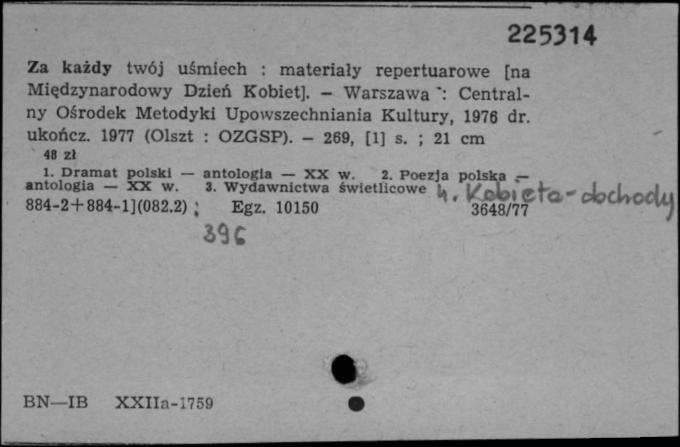 225314
Za każdy twój uśmiech : materiały repertuarowe [na
Międzynarodowy Dzień Kobiet]. – Warszawa : Central-
ny Ośrodek Metodyki Upowszechniania Kultury, 1976 dr.
ukończ. 1977 (Olszt : OZGSP). – 269, [1] s. ; 21 cm
48 zł
1. Dramat polski — antologia — XX w. 2. Poezja polska —
antologia — XX w. 3. Wydawnictwa świetlicowe 4. Kobieta - obchody
884-2+884-1](082.2) ; Egz. 10150 3648/77
396
BN—IB XXIIa-1759